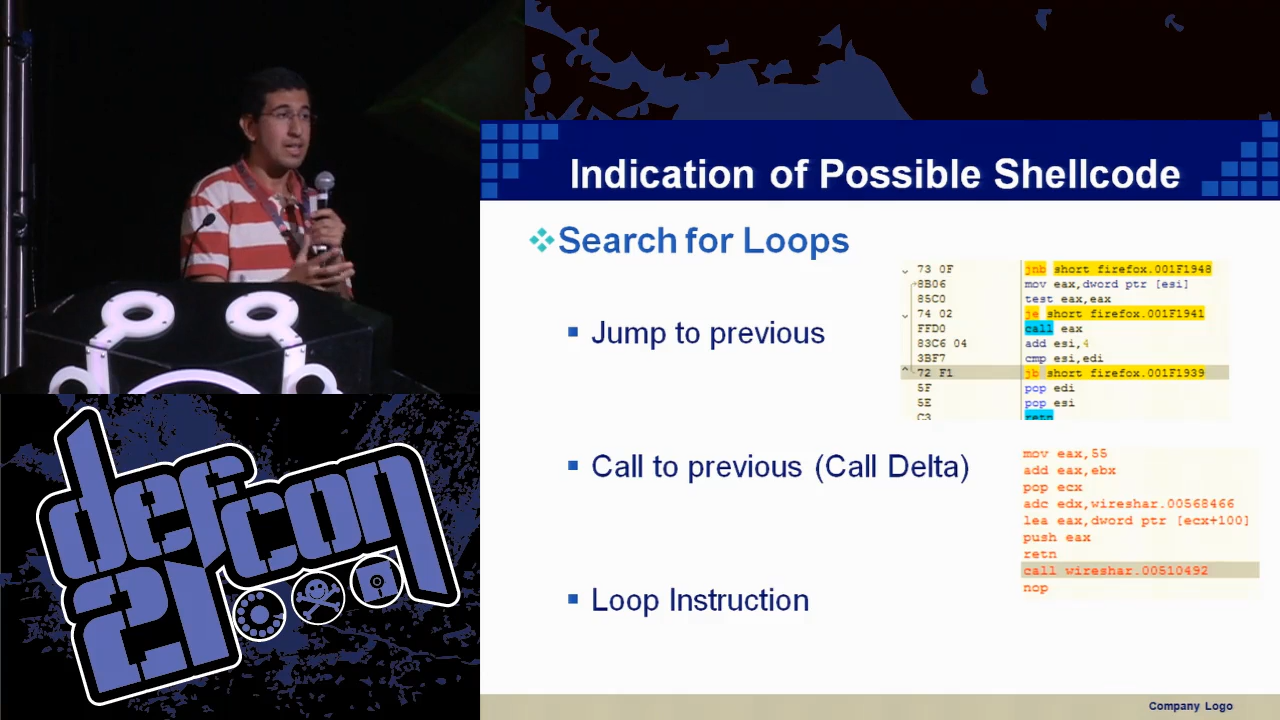 Indication of Possible Shellcode
Search for Loops
Jump to previous
73 0F jnb short firefox.001F1948
8B06 mov eax,dword ptr [esi]
85C0 test eax,eax
74 02 je short firefox.001F1941
FFD0 call eax
83C6 04 add esi,4
3BF7 cmp esi,edi
72 F1 jb short firefox.001F1939
5F pop edi
5E pop esi
C3 retn
Call to previous (Call Delta)
mov eax,55
add eax,ebx
pop ecx
adc edx,wireshar.00568466
lea eax,dword ptr [ecx+100]
push eax
retn
call wireshar.00510492
nop
Loop Instruction
Company Logo
defcon
21